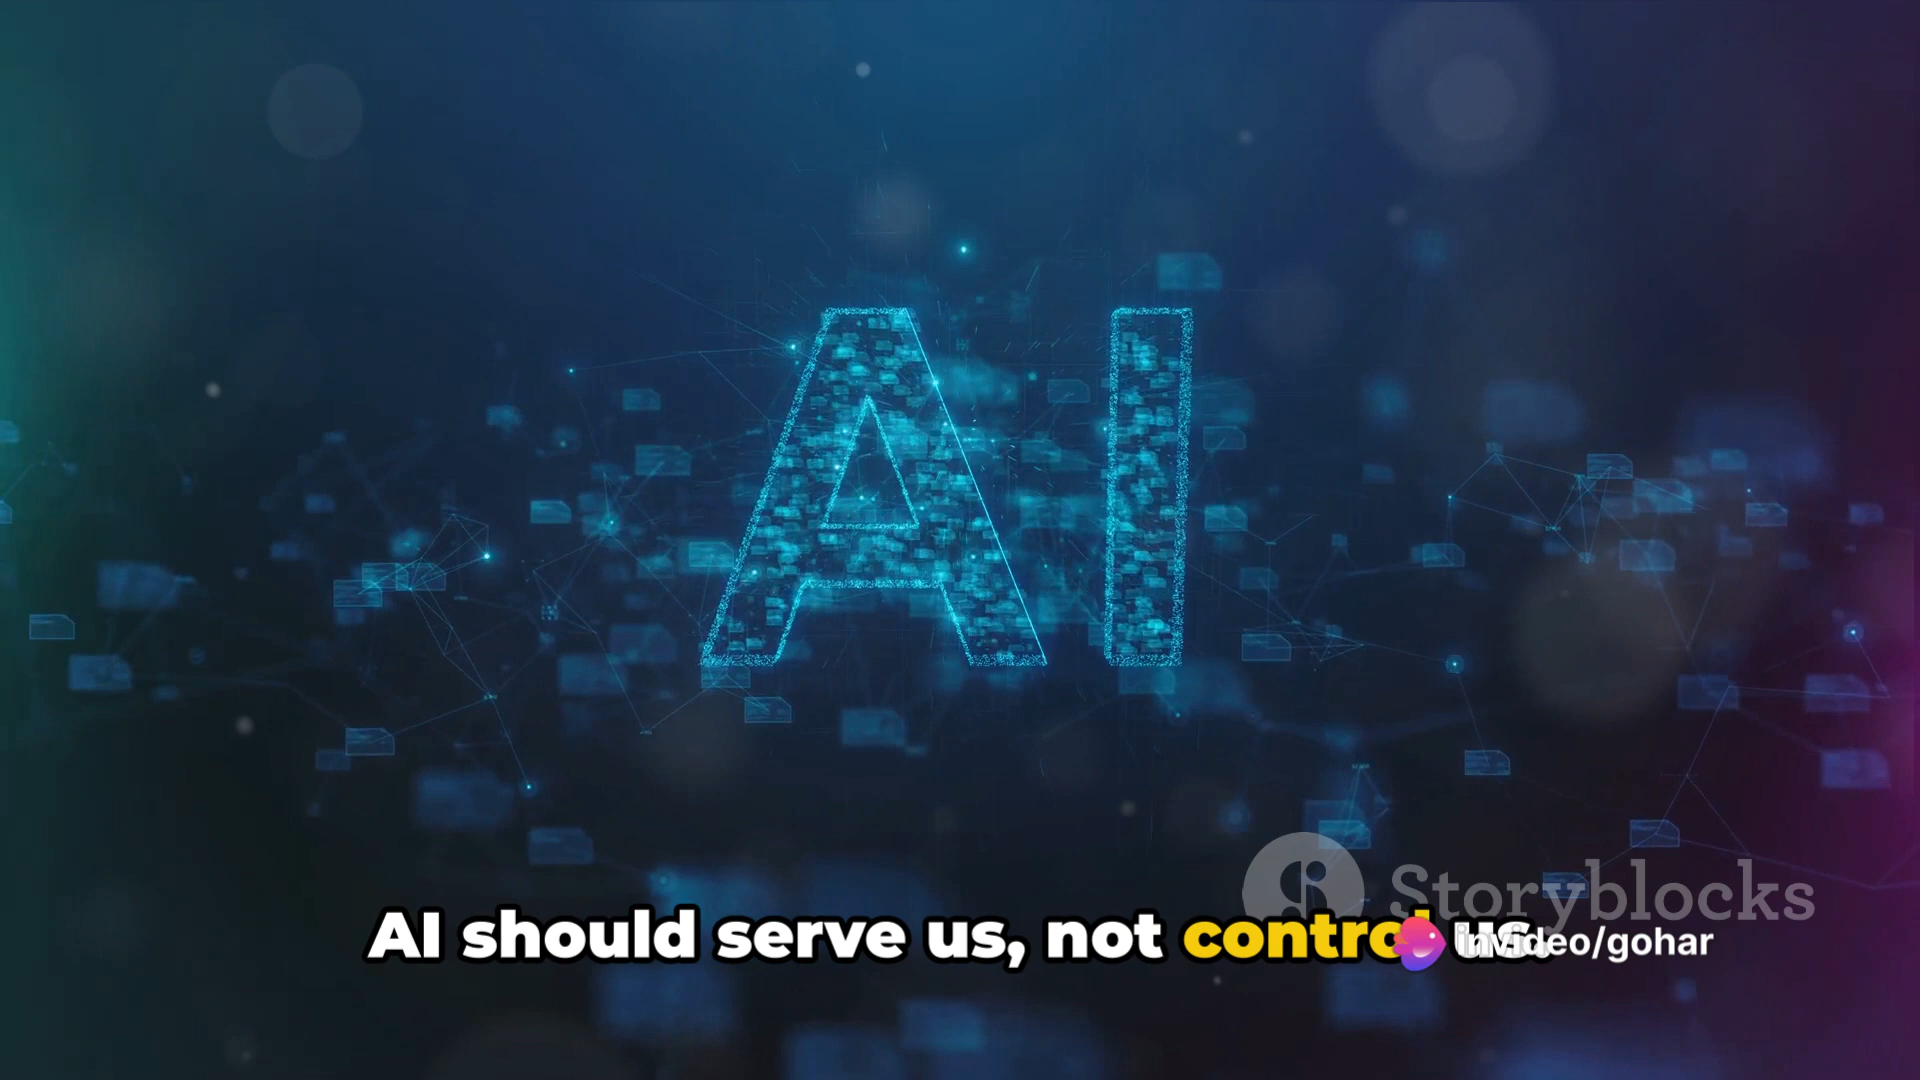 AI
Storyblocks
AI should serve us, not control us.
invideo/gohar